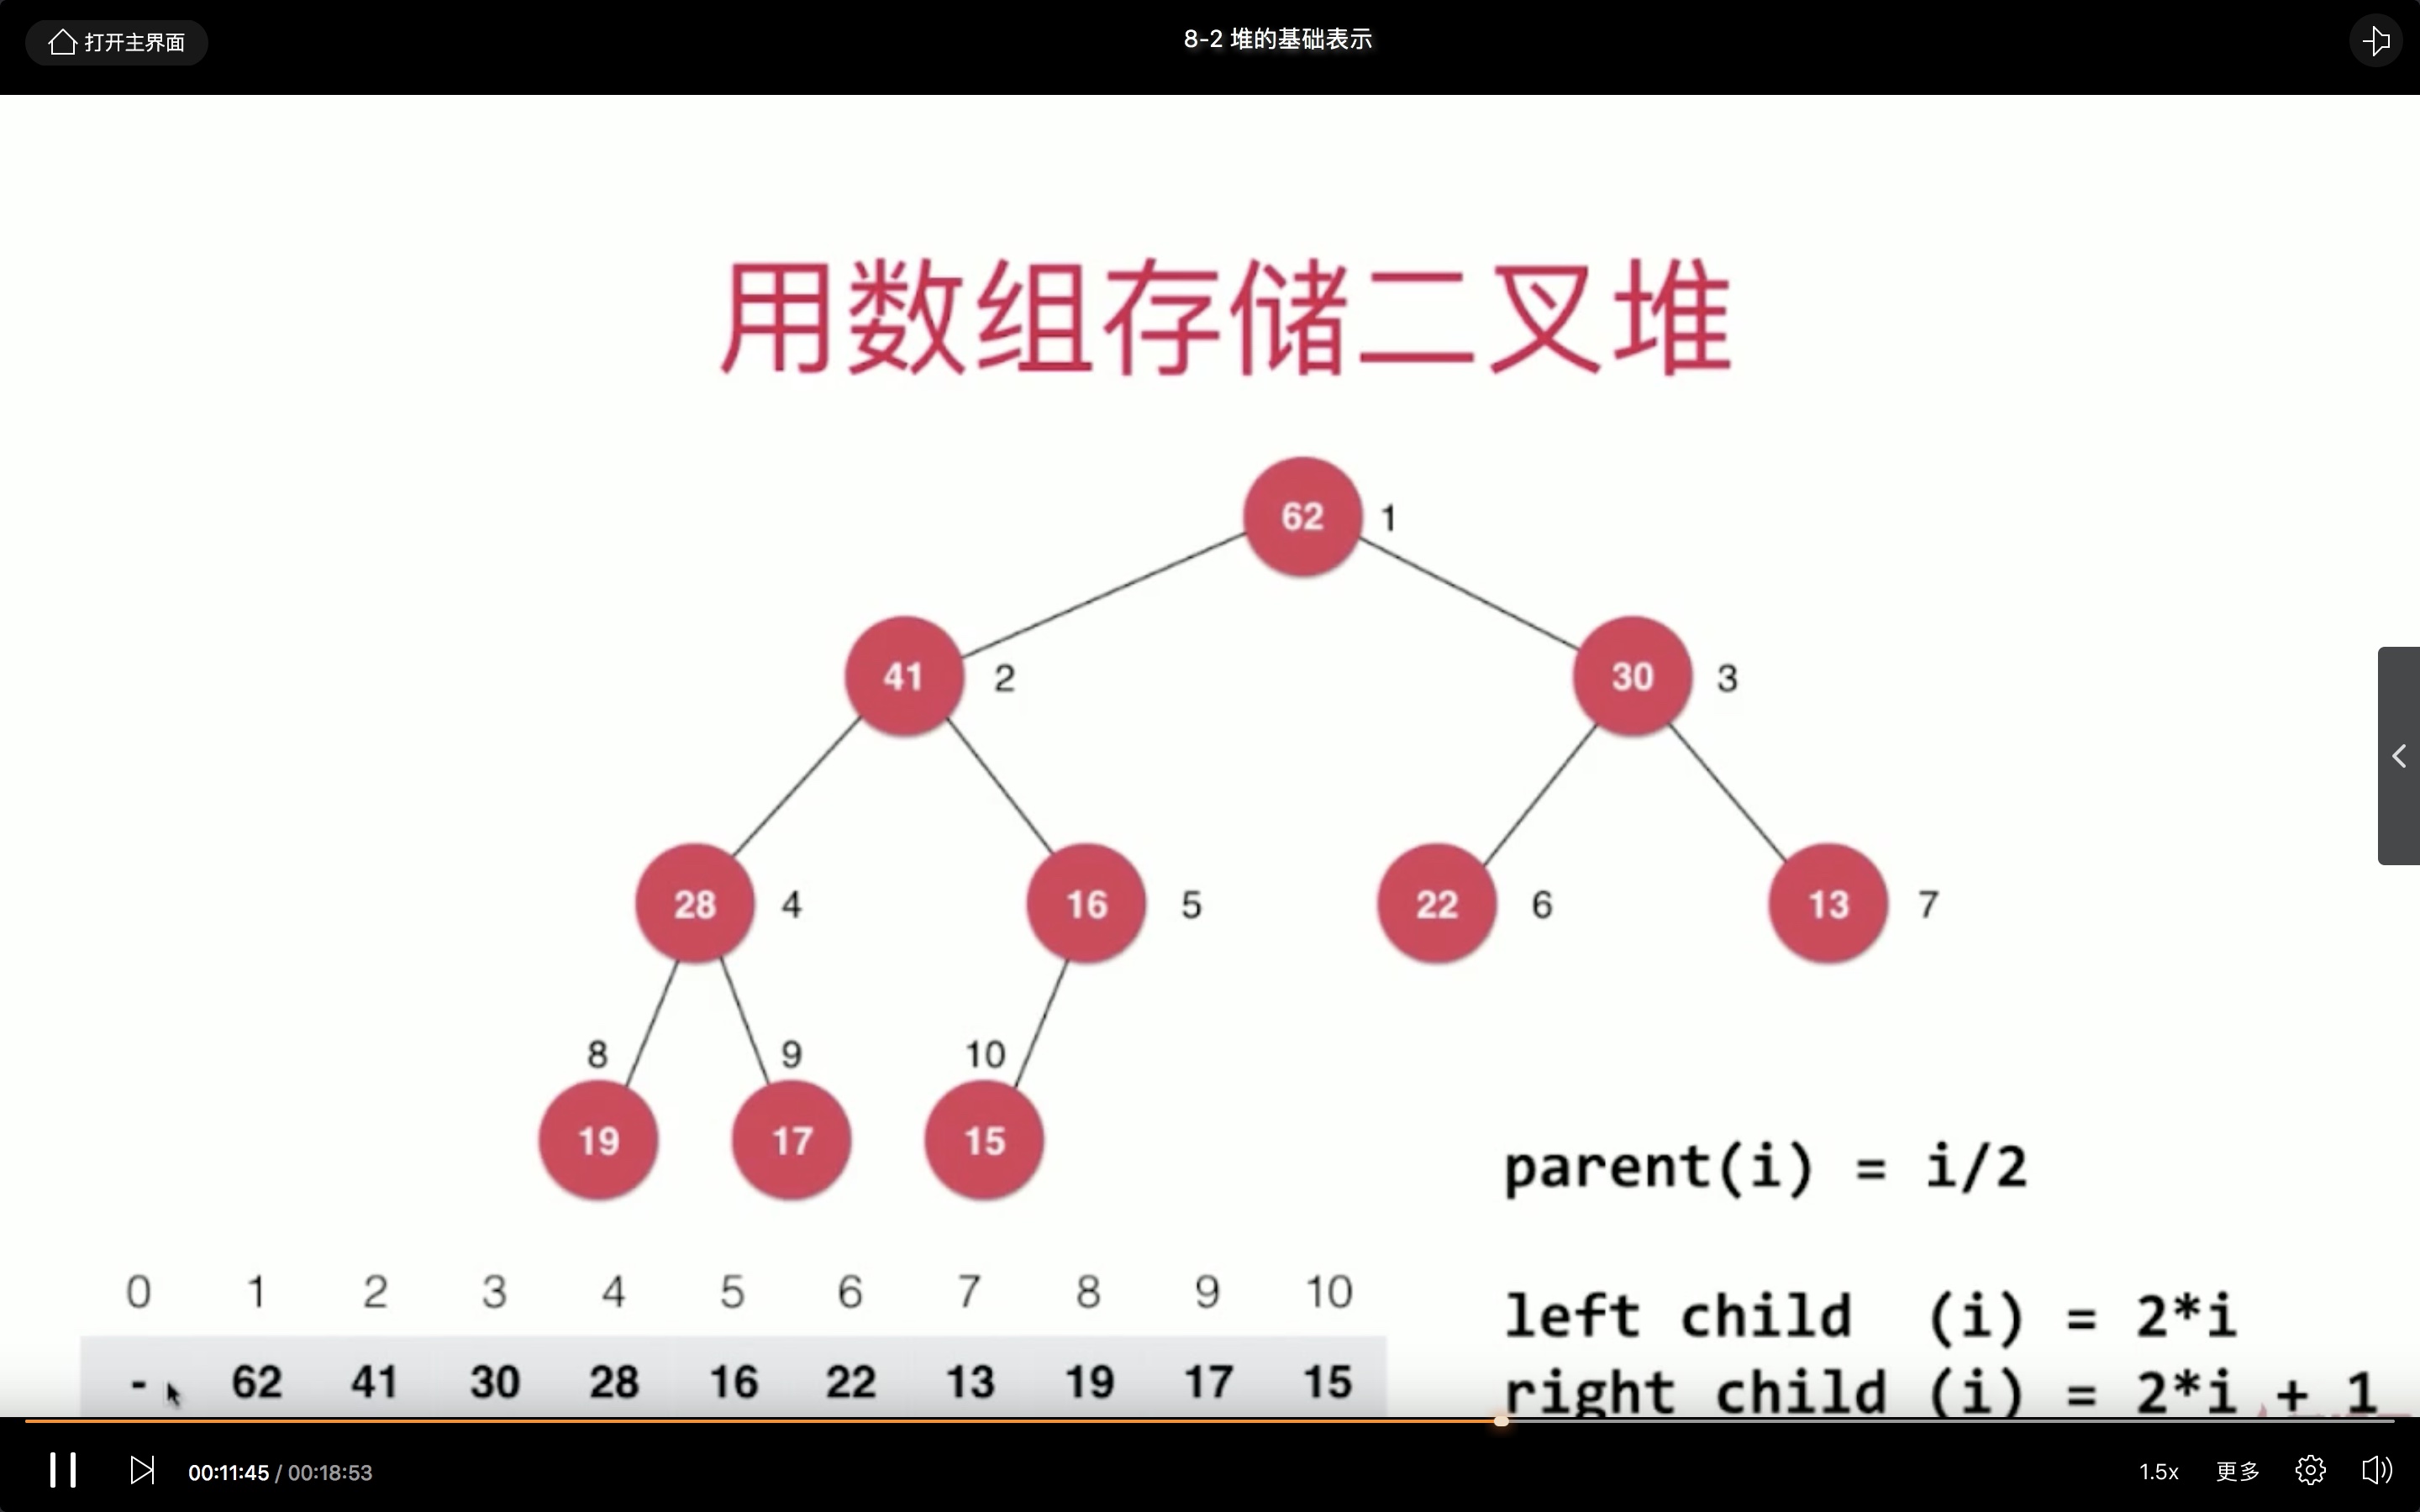 打开主界面
8-2 堆的基础表示
用数组存储二叉堆
62 1
41 2 30 3
28 4 16 5 22 6 13 7
8 9 10
19 17 15
parent(i) = i/2
0 1 2 3 4 5 6 7 8 9 10
left child (i) = 2*i
- 62 41 30 28 16 22 13 19 17 15
right child (i) = 2*i + 1
00:11:45 / 00:18:53 1.5x 更多